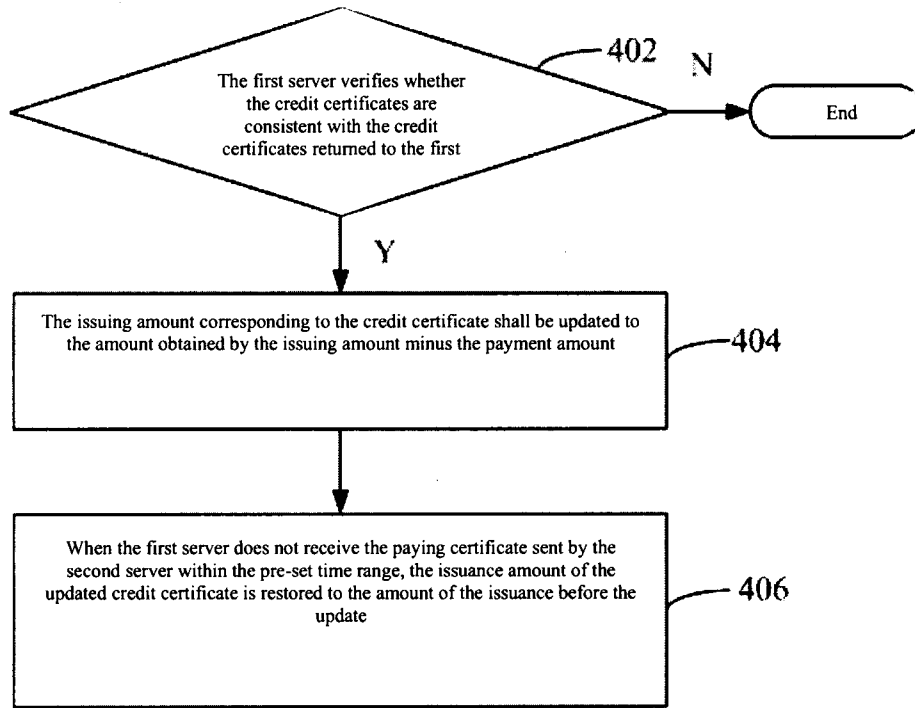 402
N
The first server verifies whether
the credit certificates are
consistent with the credit
certificates returned to the first
End
Y
The issuing amount corresponding to the credit certificate shall be updated to
the amount obtained by the issuing amount minus the payment amount
404
When the first server does not receive the paying certificate sent by the
second server within the pre-set time range, the issuance amount of the
updated credit certificate is restored to the amount of the issuance before the
update
406